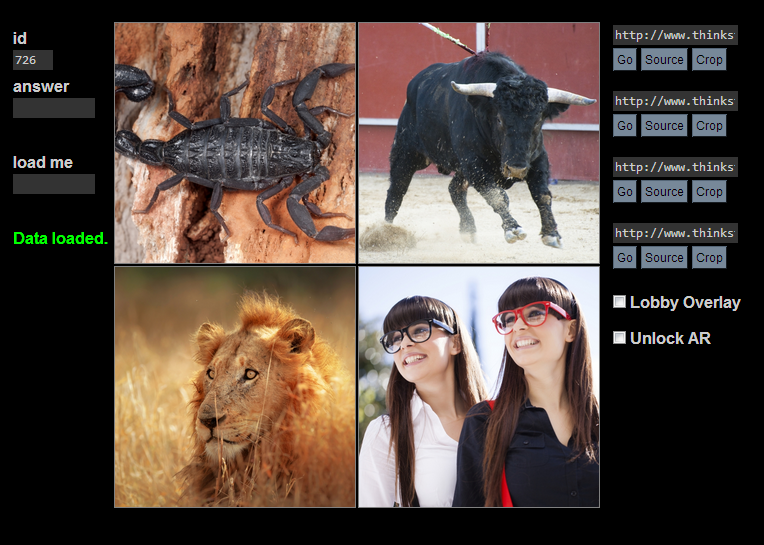 id
726
answer
load me
Data loaded.
http://www.thinks
Go Source Crop
http://www.thinks
Go Source Crop
http://www.thinks
Go Source Crop
http://www.thinks
Go Source Crop
Lobby Overlay
Unlock AR